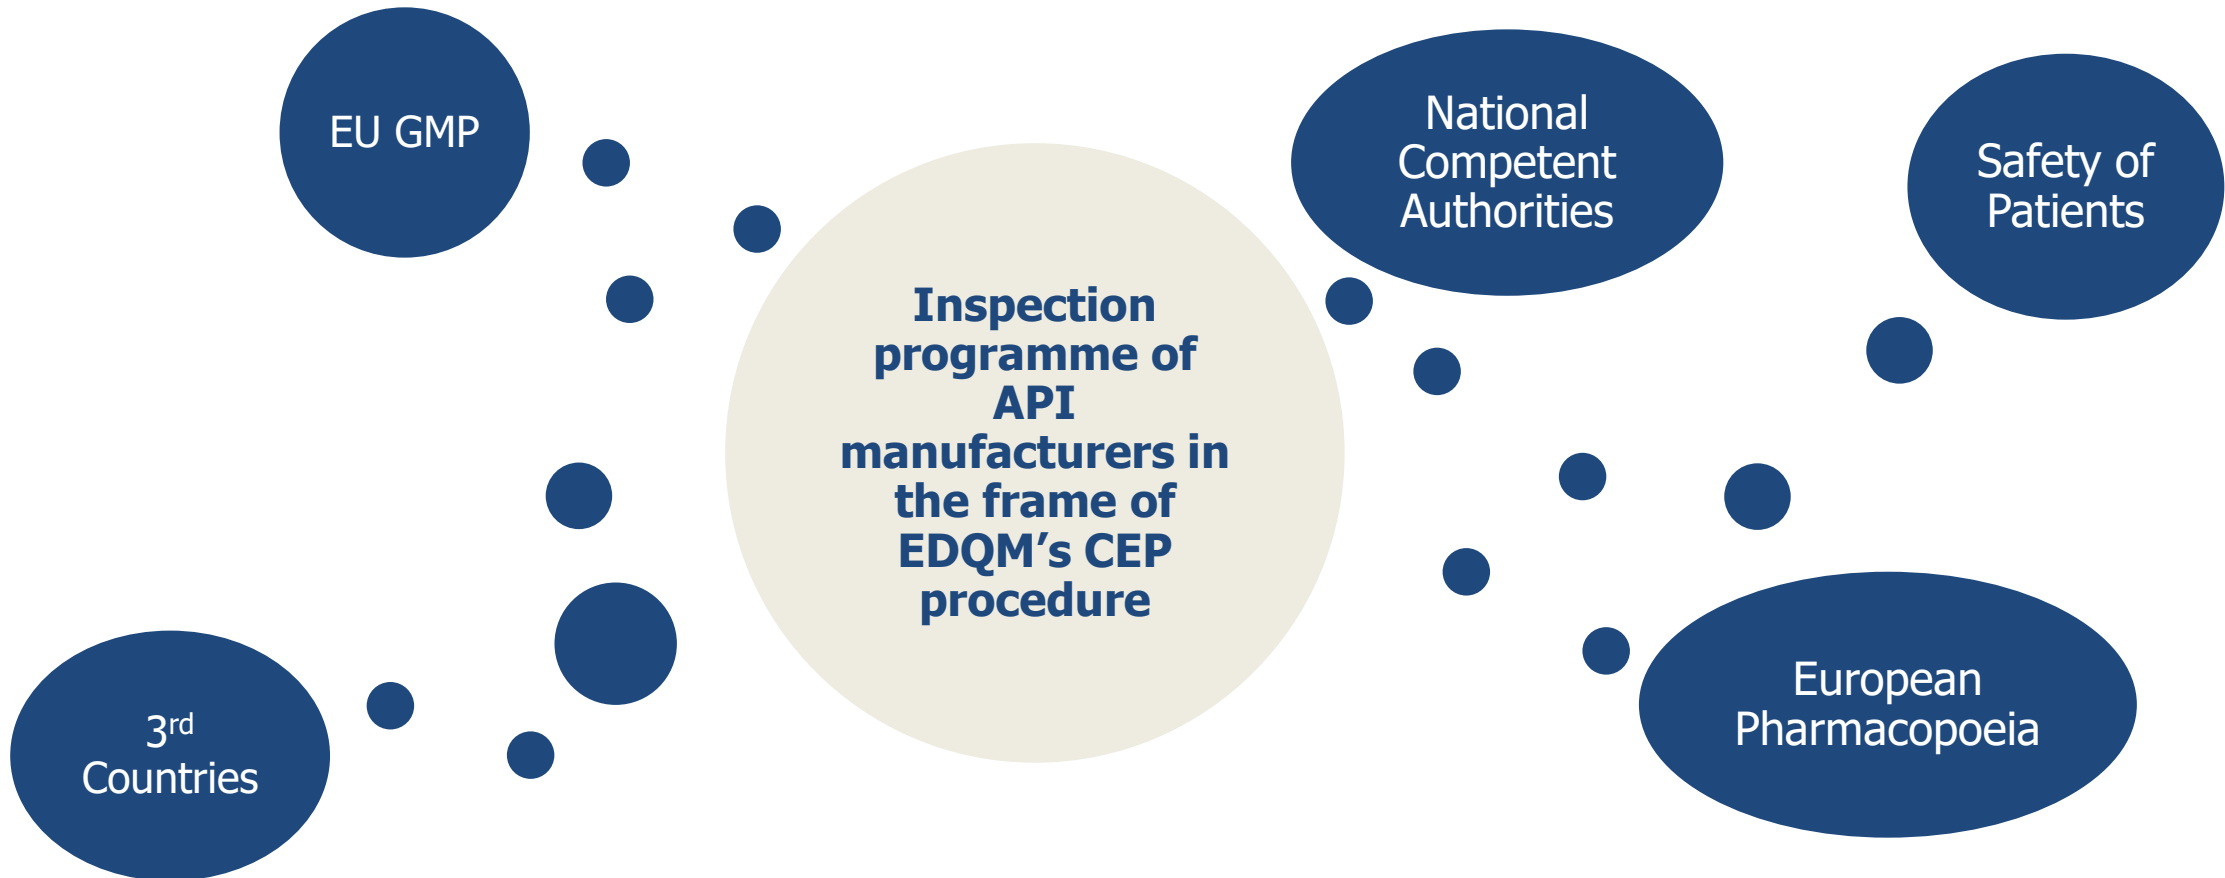 EU GMP
National
Competent
Authorities
Safety of
Patients
Inspection
programme of
API
manufacturers in
the frame of
EDQM’s CEP
procedure
3rd
Countries
European
Pharmacopoeia